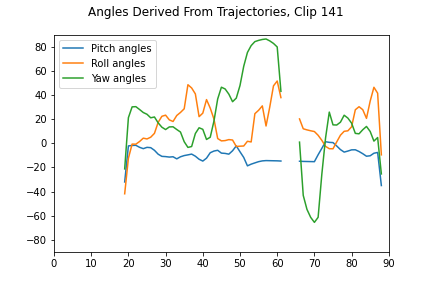 Angles Derived From Trajectories, Clip 141
Pitch angles
Roll angles
Yaw angles
80
60
40
20
0
−20
−40
−60
−80
0 10 20 30 40 50 60 70 80 90